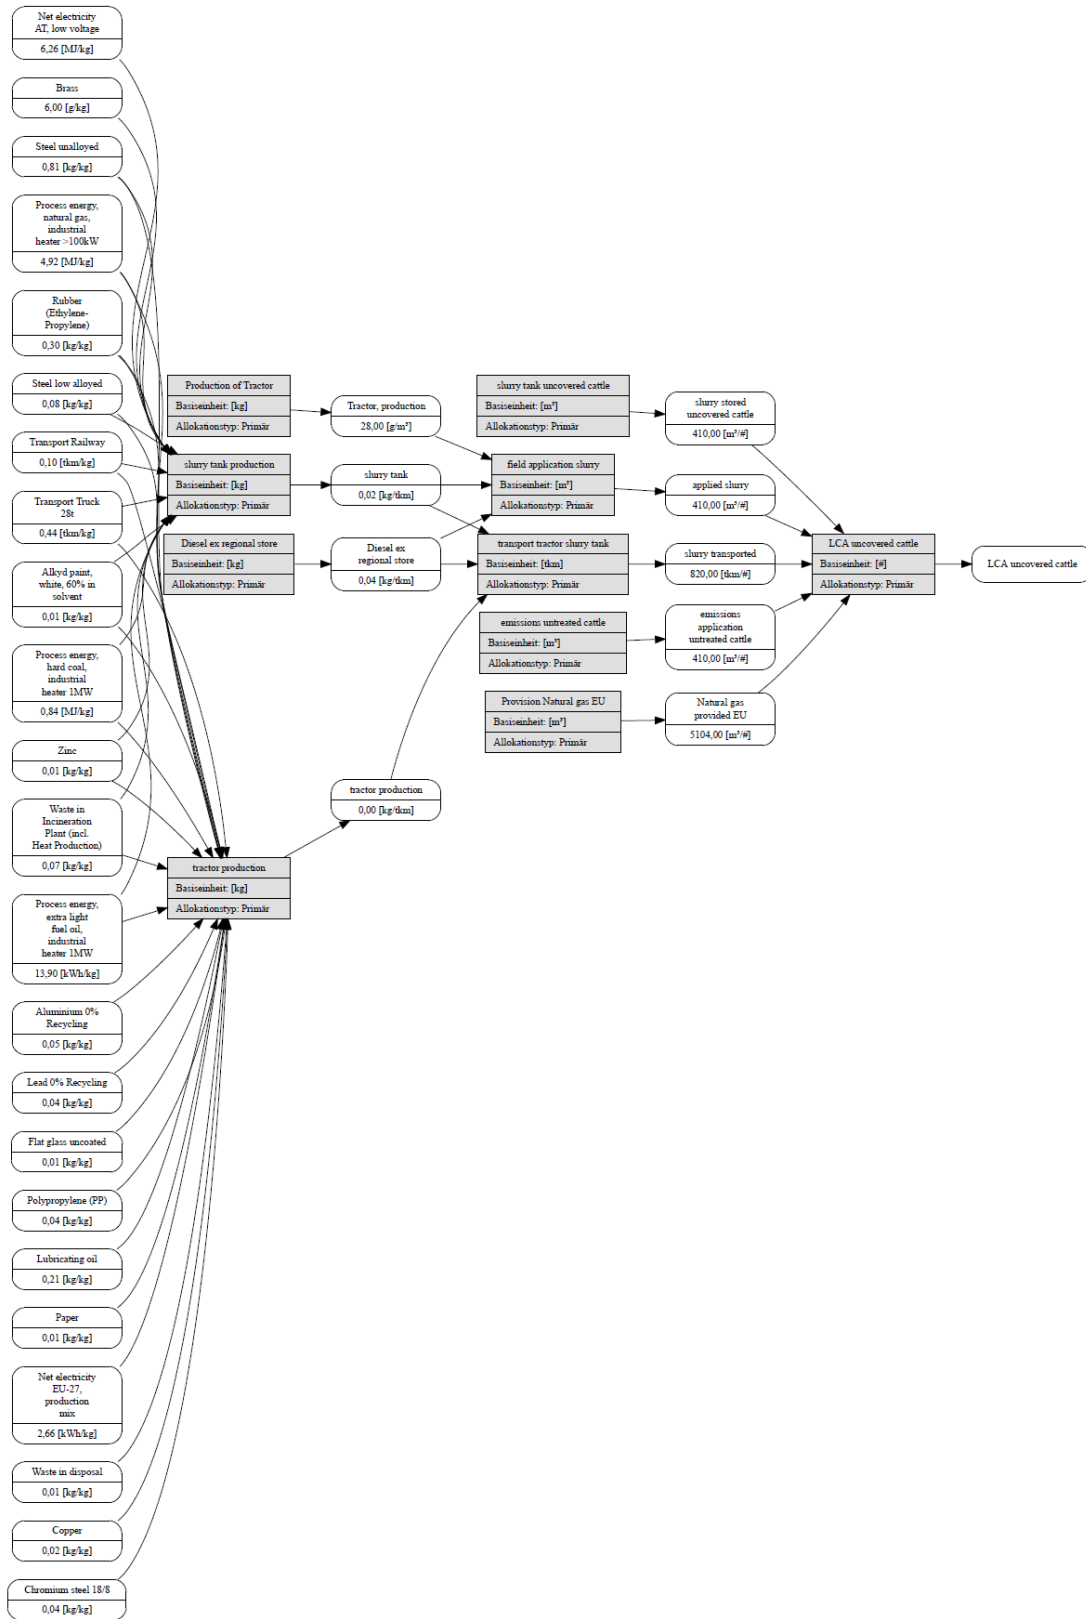 Net electricity
AT, low voltage
6,26 [MJ/kg]
Brass
6,00 [g/kg]
Steel unalloyed
0,81 [kg/kg]
Process energy,
natural gas,
industrial
heater >100kW
4,92 [MJ/kg]
Rubber
(Ethylene-
Propylene)
0,30 [kg/kg]
Steel low alloyed
0,08 [kg/kg]
Transport Railway
0,10 [tkm/kg]
Transport Truck
28t
0,44 [tkm/kg]
Alkyd paint,
white, 60% in
solvent
0,01 [kg/kg]
Process energy,
hard coal,
industrial
heater 1MW
0,84 [MJ/kg]
Zinc
0,01 [kg/kg]
Waste in
Incineration
Plant (incl.
Heat Production)
0,07 [kg/kg]
Process energy,
extra light
fuel oil,
industrial
heater 1MW
13,90 [kWh/kg]
Aluminium 0%
Recycling
0,05 [kg/kg]
Lead 0% Recycling
0,04 [kg/kg]
Flat glass uncoated
0,01 [kg/kg]
Polypropylene (PP)
0,04 [kg/kg]
Lubricating oil
0,21 [kg/kg]
Paper
0,01 [kg/kg]
Net electricity
EU-27,
production
mix
2,66 [kWh/kg]
Waste in disposal
0,01 [kg/kg]
Copper
0,02 [kg/kg]
Chromium steel 18/8
0,04 [kg/kg]
Production of Tractor
Basiseinheit: [kg]
Allokationstyp: Primär
slurry tank production
Basiseinheit: [kg]
Allokationstyp: Primär
Diesel ex regional store
Basiseinheit: [kg]
Allokationstyp: Primär
tractor production
Basiseinheit: [kg]
Allokationstyp: Primär
Tractor, production
28,00 [g/m³]
slurry tank
0,02 [kg/tkm]
Diesel ex
regional store
0,04 [kg/tkm]
tractor production
0,00 [kg/tkm]
slurry tank uncovered cattle
Basiseinheit: [m³]
Allokationstyp: Primär
field application slurry
Basiseinheit: [m³]
Allokationstyp: Primär
transport tractor slurry tank
Basiseinheit: [tkm]
Allokationstyp: Primär
emissions untreated cattle
Basiseinheit: [m³]
Allokationstyp: Primär
Provision Natural gas EU
Basiseinheit: [m³]
Allokationstyp: Primär
slurry stored
uncovered cattle
410,00 [m³/#]
applied slurry
410,00 [m³/#]
slurry transported
820,00 [tkm/#]
emissions
application
untreated cattle
410,00 [m³/#]
Natural gas
provided EU
5104,00 [m³/#]
LCA uncovered cattle
Basiseinheit: [#]
Allokationstyp: Primär
LCA uncovered cattle